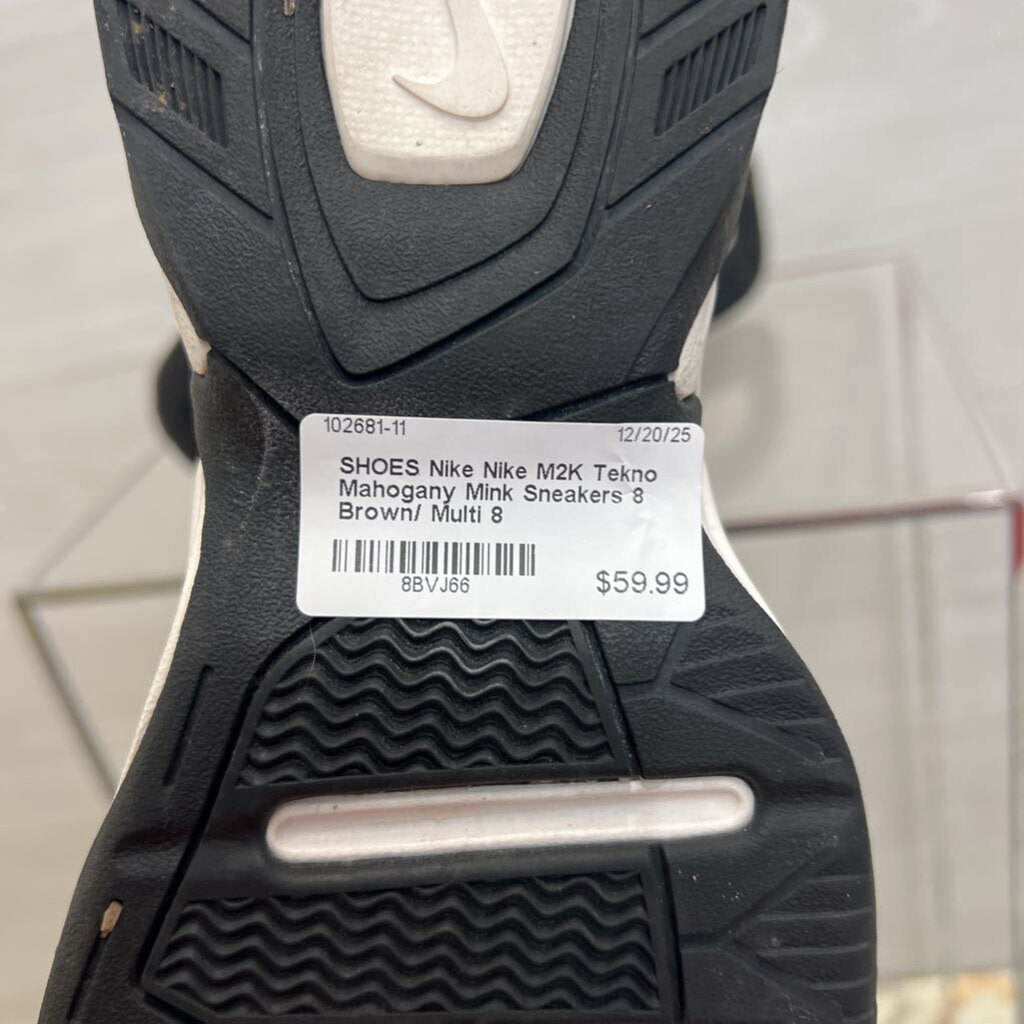 102681-11 12/20/25
SHOES Nike Nike M2K Tekno
Mahogany Mink Sneakers 8
Brown/ Multi 8
8BVJ66 $59.99